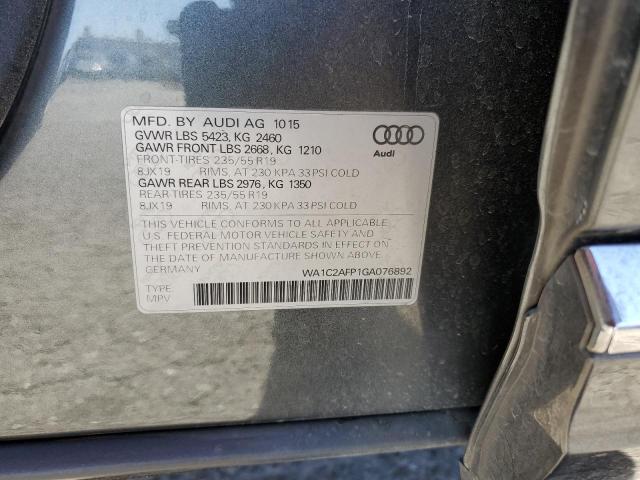 MFD. BY AUDI AG 10 15
GVWR LBS 5423, KG 2460
GAWR FRONT LBS 2668, KG 1210
FRONT-TIRES 235/55 R19
8JX19 RIMS, AT 230 KPA 33 PSI COLD
GAWR REAR LBS 2976, KG 1350
REAR TIRES 235/55 R19
8JX19 RIMS, AT 230 KPA 33 PSI COLD
Audi
THIS VEHICLE CONFORMS TO ALL APPLICABLE
U.S. FEDERAL MOTOR VEHICLE SAFETY AND
THEFT PREVENTION STANDARDS IN EFFECT ON
THE DATE OF MANUFACTURE SHOWN ABOVE.
GERMANY
WA1C2AFP1GA076892
TYPE
MPV